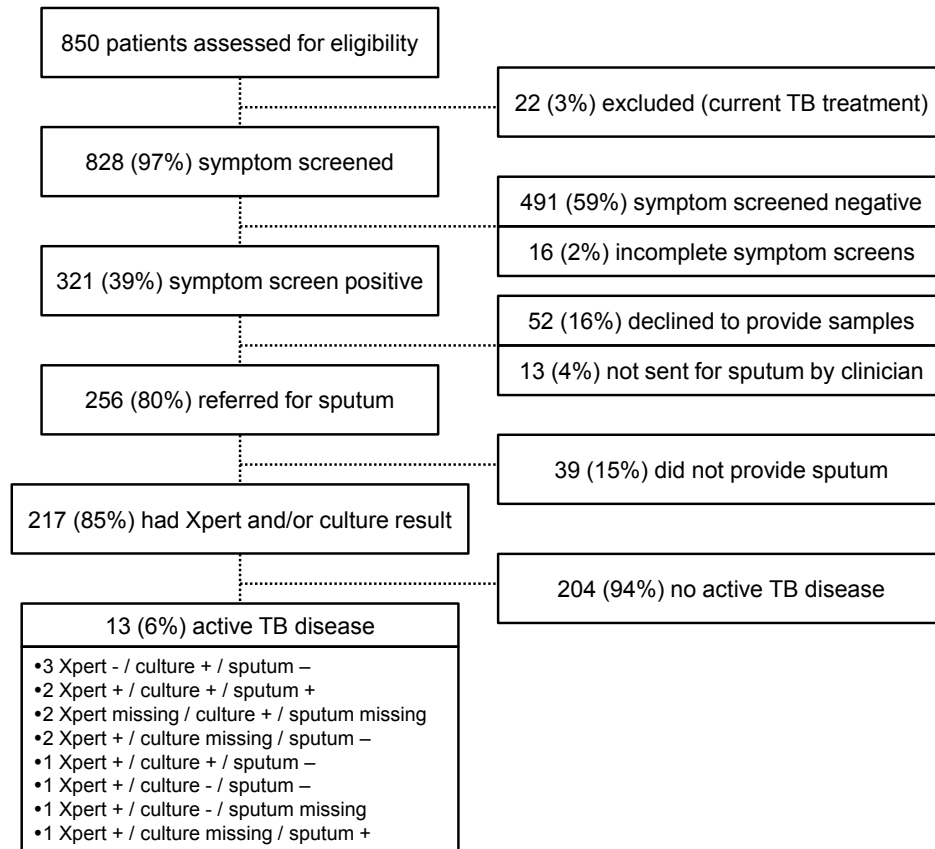 850 patients assessed for eligibility
22 (3%) excluded (current TB treatment)
828 (97%) symptom screened
491 (59%) symptom screened negative
16 (2%) incomplete symptom screens
321 (39%) symptom screen positive
52 (16%) declined to provide samples
13 (4%) not sent for sputum by clinician
256 (80%) referred for sputum
39 (15%) did not provide sputum
217 (85%) had Xpert and/or culture result
204 (94%) no active TB disease
13 (6%) active TB disease
•3 Xpert - / culture + / sputum –
•2 Xpert + / culture + / sputum +
•2 Xpert missing / culture + / sputum missing
•2 Xpert + / culture missing / sputum –
•1 Xpert + / culture + / sputum –
•1 Xpert + / culture - / sputum –
•1 Xpert + / culture - / sputum missing
•1 Xpert + / culture missing / sputum +